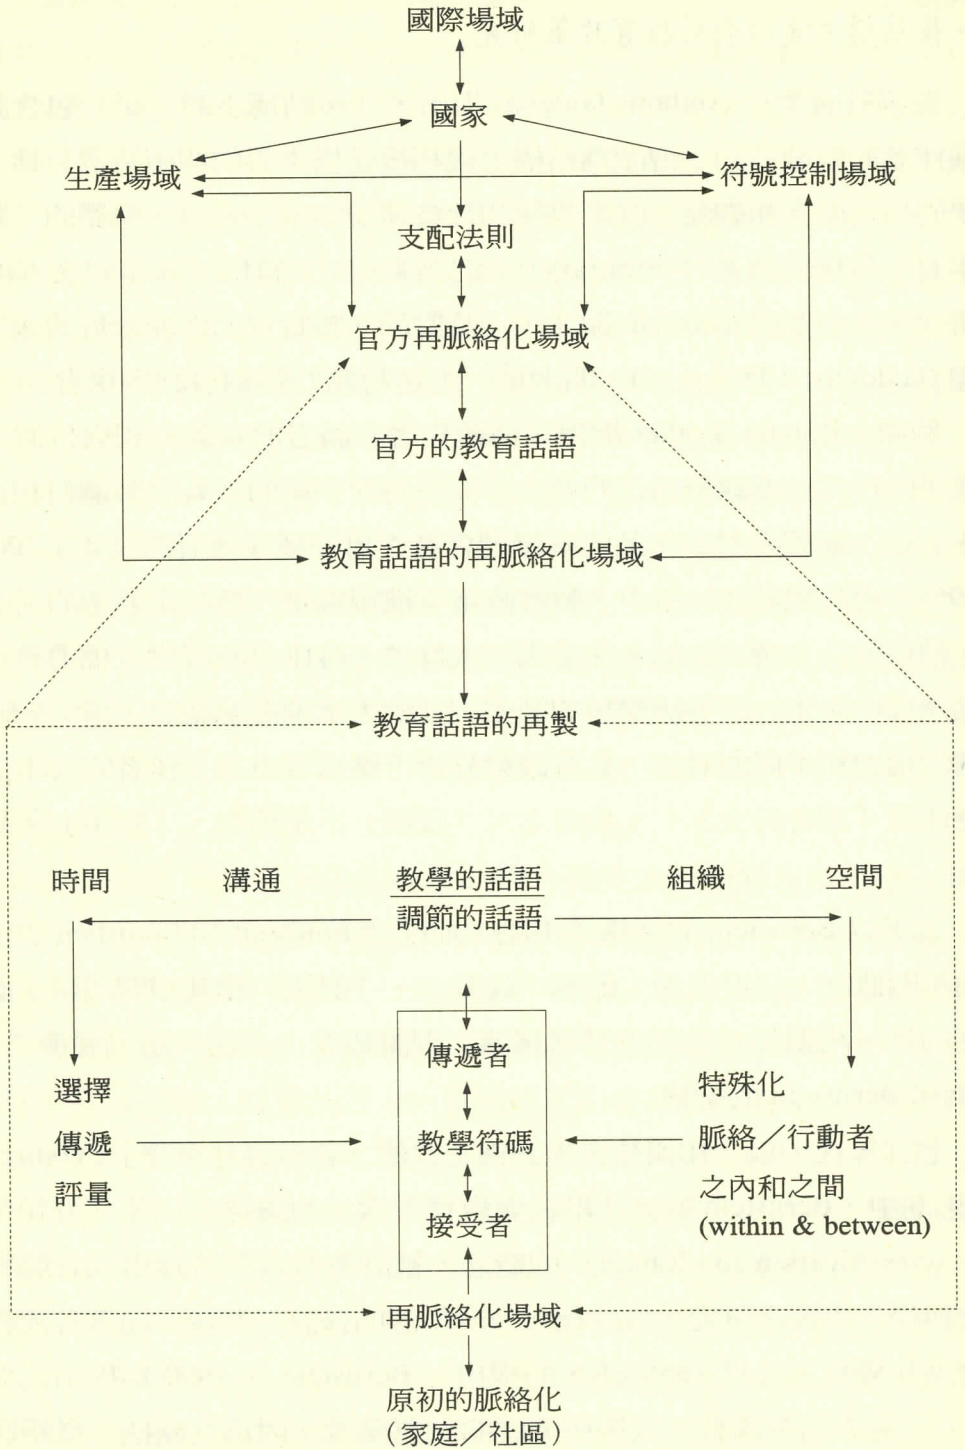 國際場域
國家
生產場域
符號控制場域
支配法則
官方再脈絡化場域
官方的教育話語
教育話語的再脈絡化場域
教育話語的再製
時間 溝通 教學的話語 組織 空間
調節的話語
傳遞者
選擇
特殊化
傳遞
教學符碼
脈絡／行動者
評量
之內和之間
接受者
(within & between)
再脈絡化場域
原初的脈絡化
（家庭／社區）